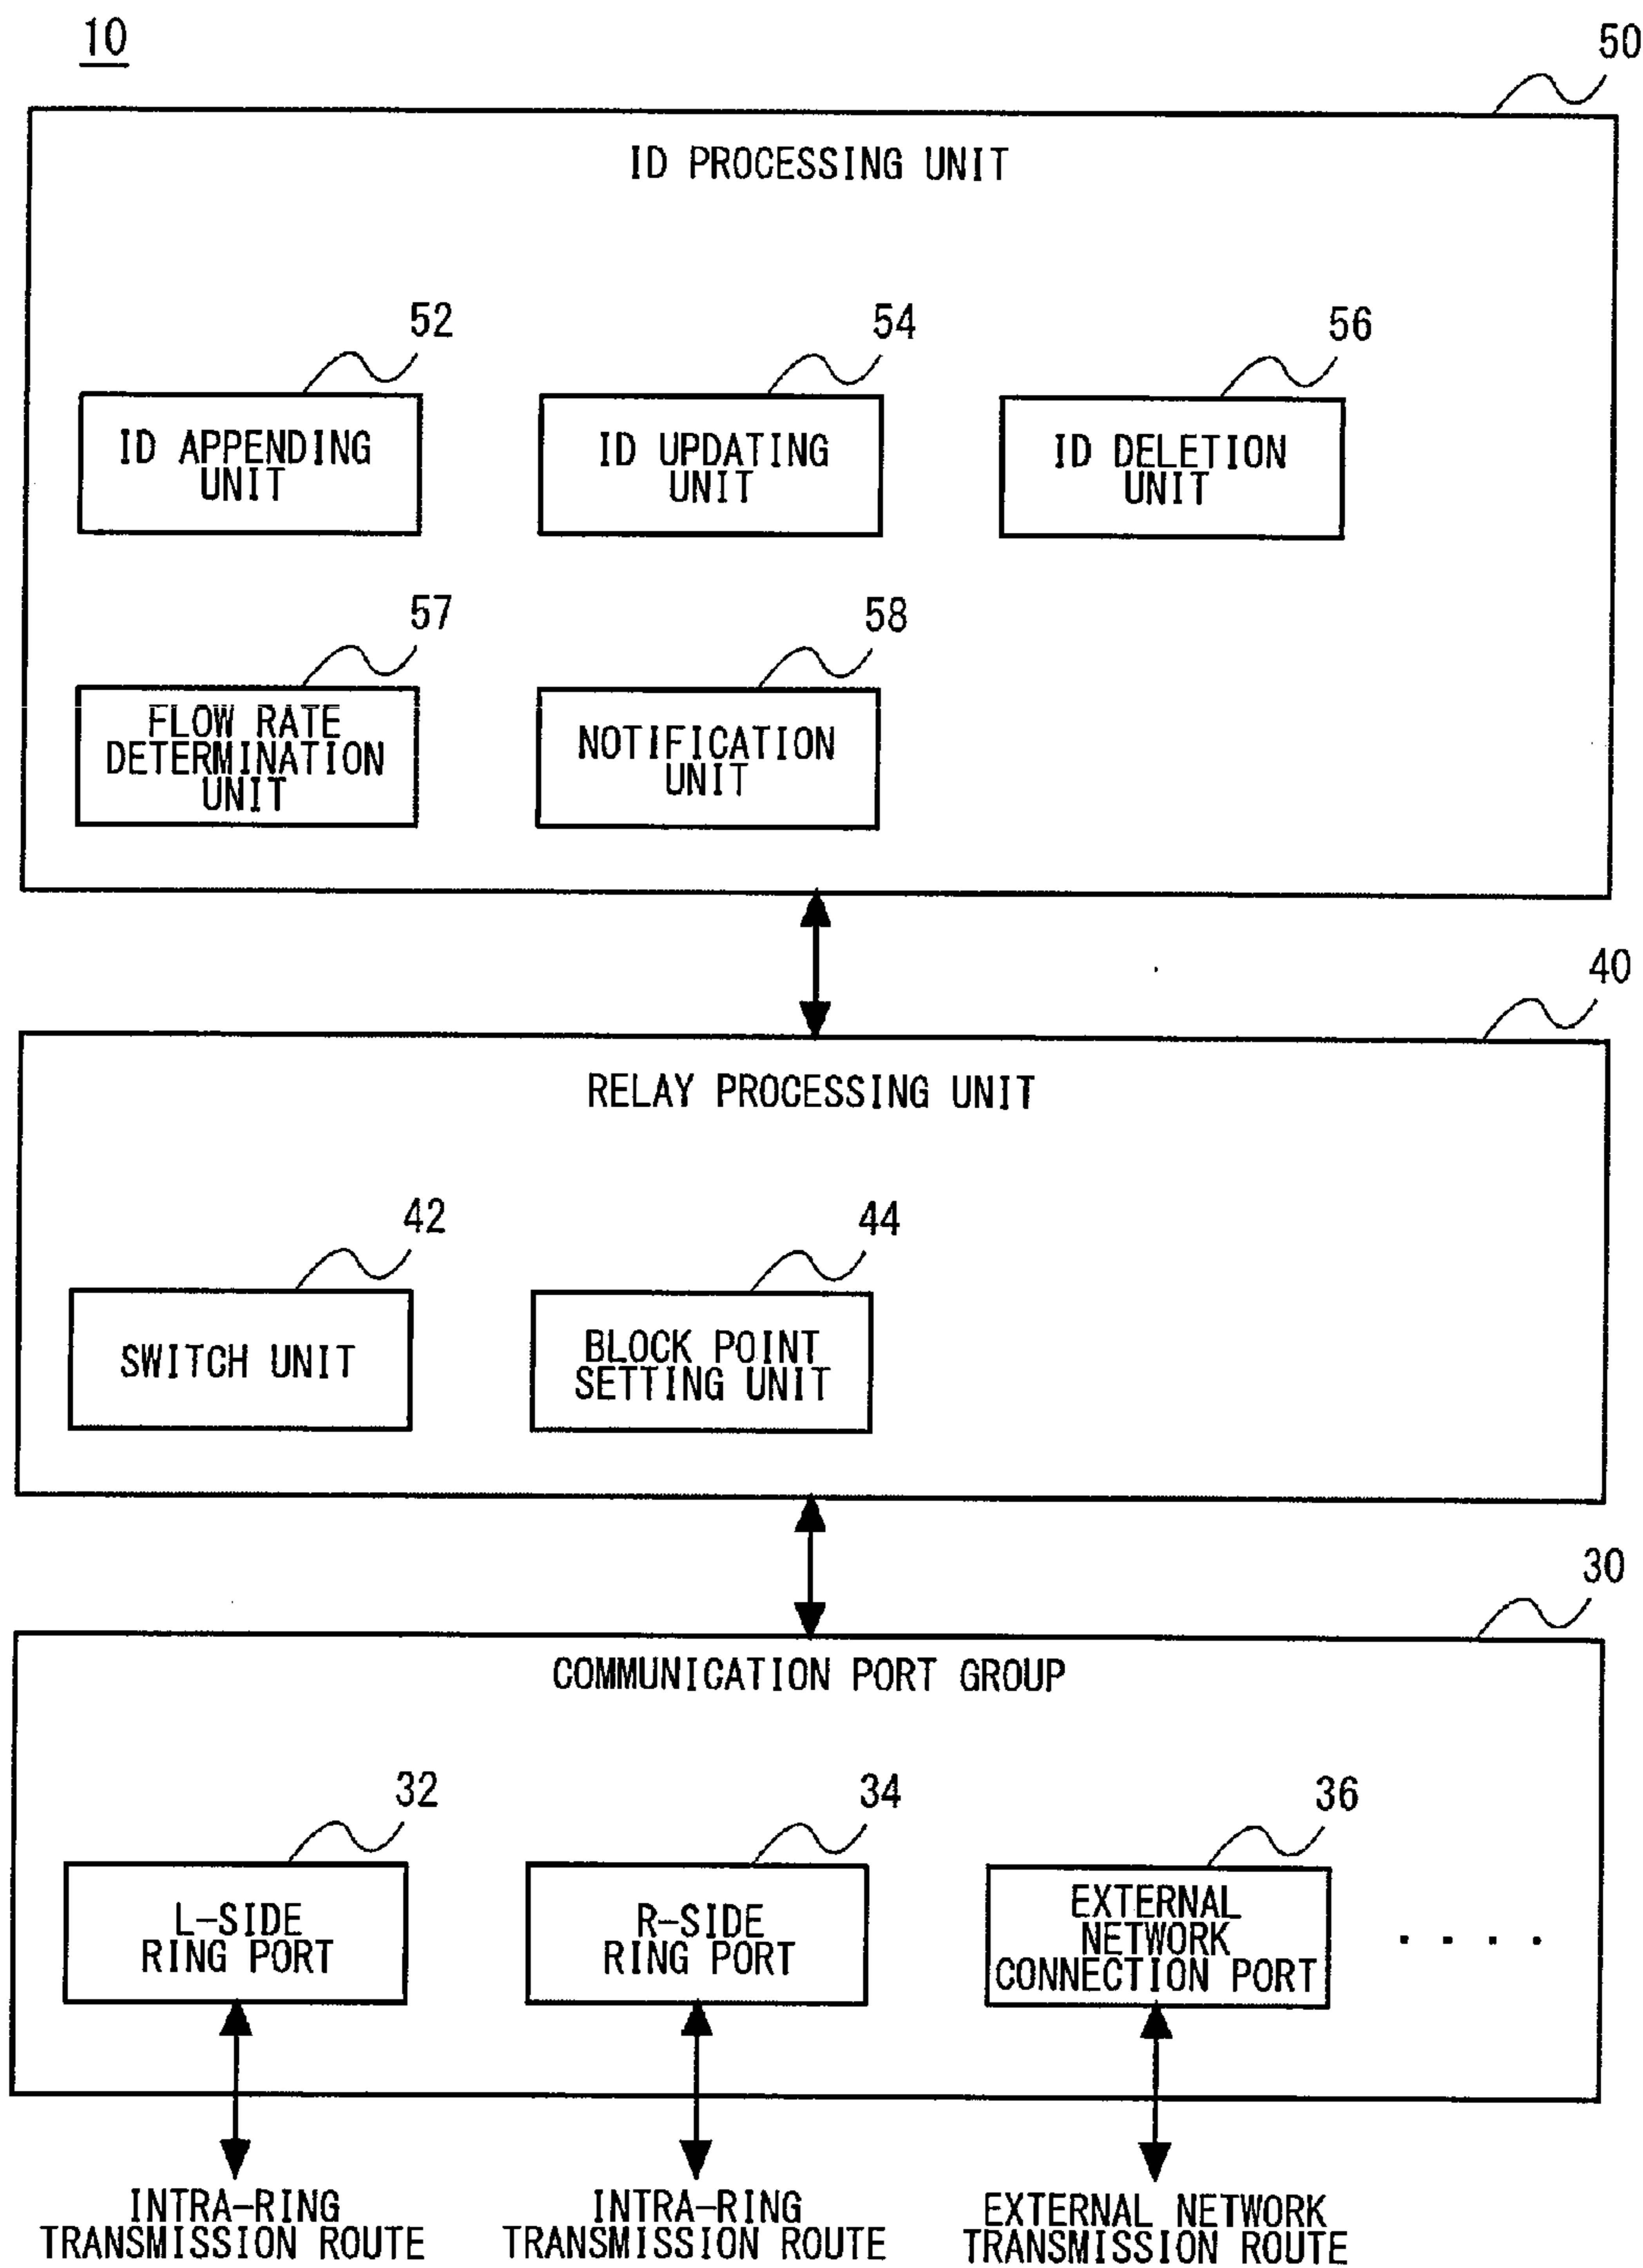 10
50
ID PROCESSING UNIT
52
54
56
ID APPENDING
UNIT
ID UPDATING
UNIT
ID DELETION
UNIT
57
58
FLOW RATE
DETERMINATION
UNIT
NOTIFICATION
UNIT
40
RELAY PROCESSING UNIT
42
44
SWITCH UNIT
BLOCK POINT
SETTING UNIT
30
COMMUNICATION PORT GROUP
32
34
36
L-SIDE
RING PORT
R-SIDE
RING PORT
EXTERNAL
NETWORK
CONNECTION PORT
....
INTRA-RING
TRANSMISSION ROUTE
INTRA-RING
TRANSMISSION ROUTE
EXTERNAL NETWORK
TRANSMISSION ROUTE